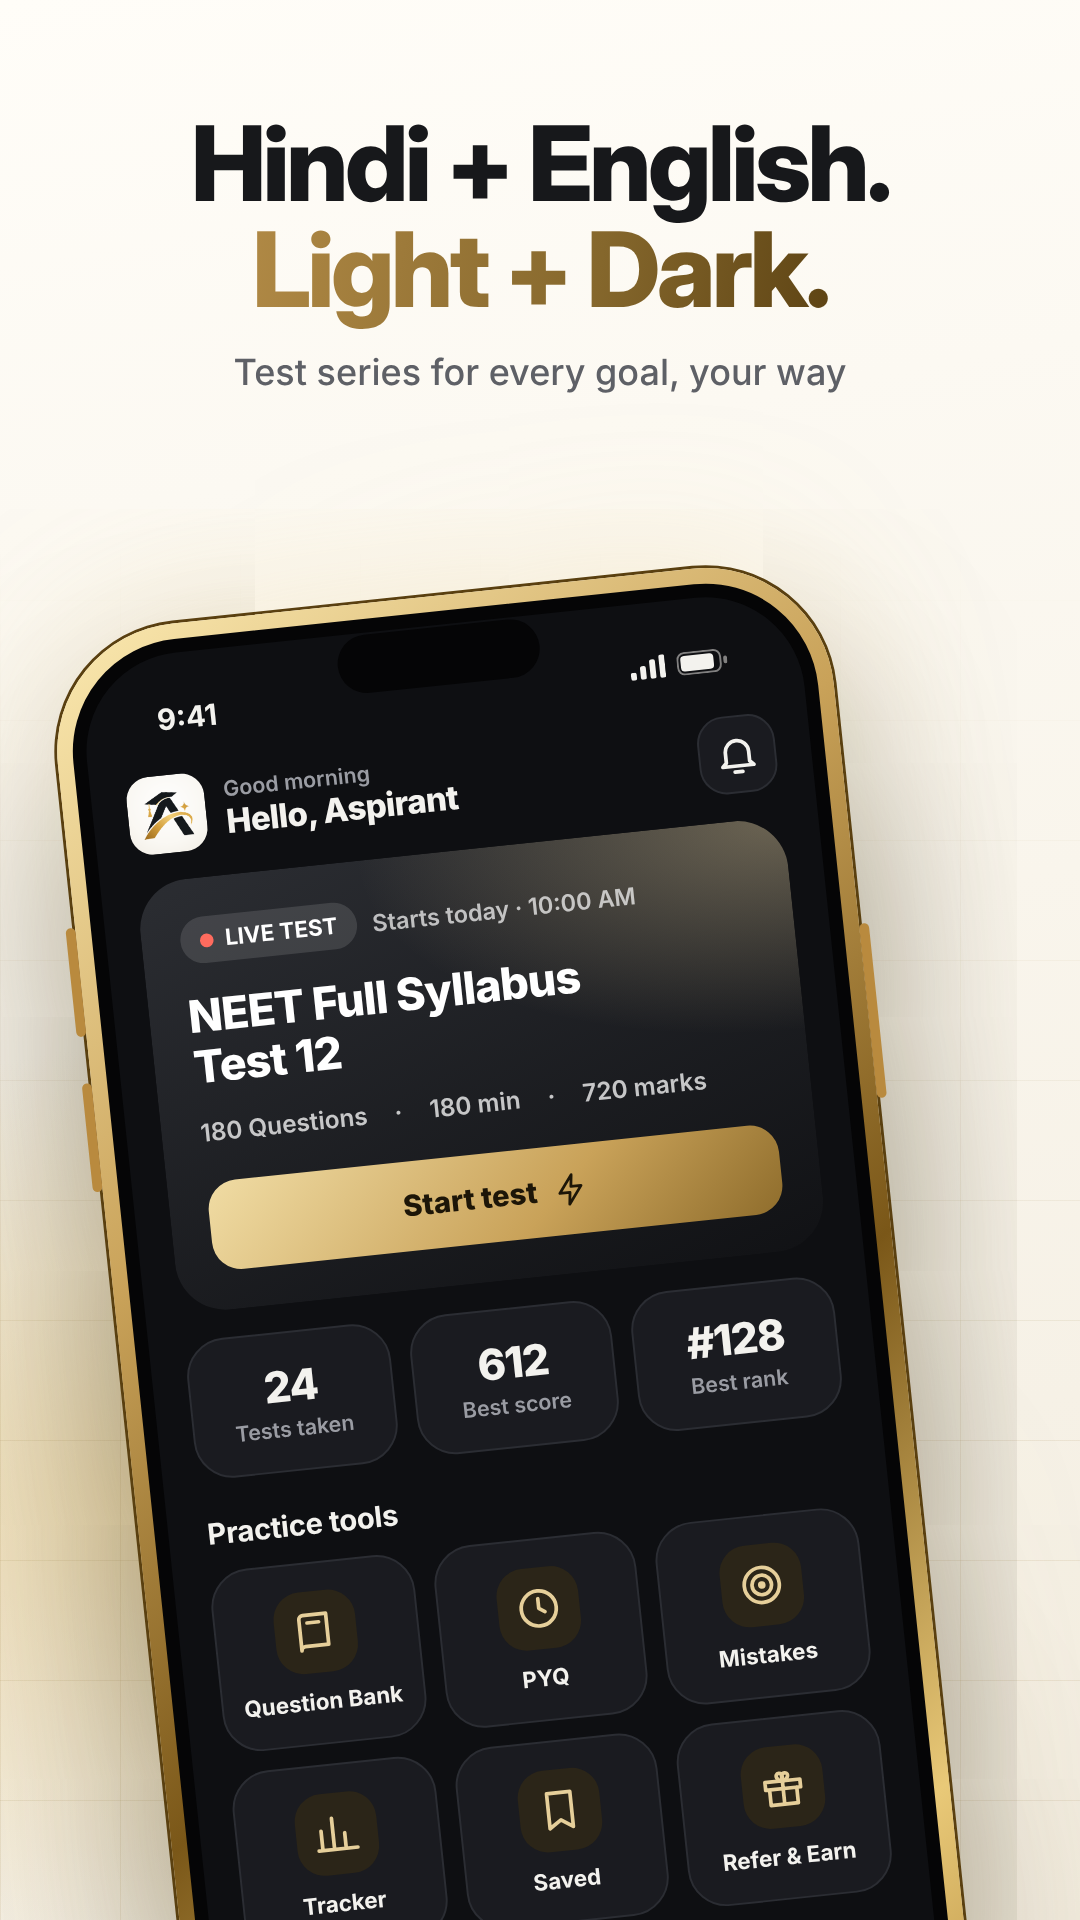 Hindi + English.
Light + Dark.
Test series for every goal, your way
9:41
Good morning
Hello, Aspirant
LIVE TEST Starts today · 10:00 AM
NEET Full Syllabus
Test 12
180 Questions · 180 min · 720 marks
Start test
24 612 #128
Tests taken Best score Best rank
Practice tools
Question Bank PYQ Mistakes
Tracker Saved Refer & Earn